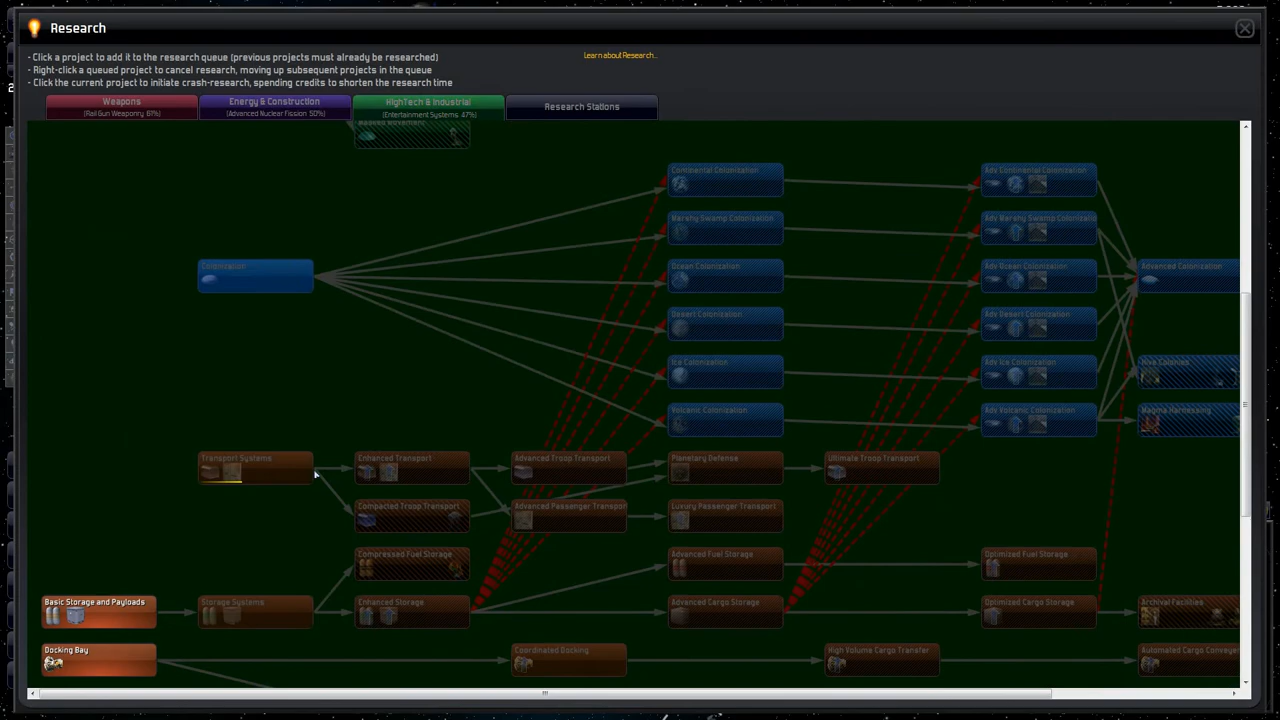 Research
- Click a project to add it to the research queue (previous projects must already be researched)
- Right-click a queued project to cancel research, moving up subsequent projects in the queue
- Click the current project to initiate crash-research, spending credits to shorten the research time
Learn about Research...
Weapons
(Rail Gun Weaponry 61%)
Energy & Construction
(Advanced Nuclear Fission 50%)
HighTech & Industrial
(Entertainment Systems 47%)
Research Stations
Continental Colonization
Adv Continental Colonization
Marshy Swamp Colonization
Adv Marshy Swamp Colonizatio
Colonization
Ocean Colonization
Adv Ocean Colonization
Advanced Colonization
Desert Colonization
Adv Desert Colonization
Ice Colonization
Adv Ice Colonization
Hive Colonies
Volcanic Colonization
Adv Volcanic Colonization
Magma Harnessing
Transport Systems
Enhanced Transport
Advanced Troop Transport
Planetary Defense
Ultimate Troop Transport
Compacted Troop Transport
Advanced Passenger Transpor
Luxury Passenger Transport
Compressed Fuel Storage
Advanced Fuel Storage
Optimized Fuel Storage
Basic Storage and Payloads
Storage Systems
Enhanced Storage
Advanced Cargo Storage
Optimized Cargo Storage
Archival Facilities
Docking Bay
Coordinated Docking
High Volume Cargo Transfer
Automated Cargo Conveyer